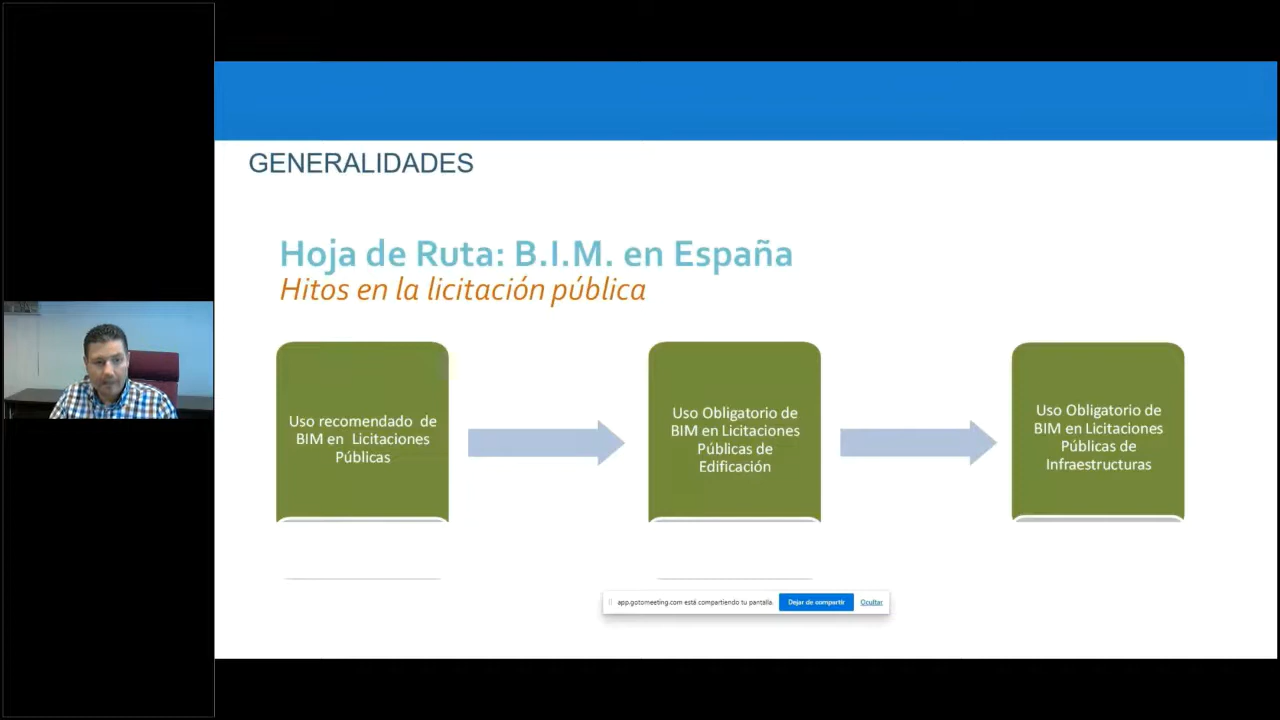 GENERALIDADES
Hoja de Ruta: B.I.M. en España
Hitos en la licitación pública
Uso recomendado de
BIM en Licitaciones
Públicas
Uso Obligatorio de
BIM en Licitaciones
Públicas de
Edificación
Uso Obligatorio de
BIM en Licitaciones
Públicas de
Infraestructuras
app.gotomeeting.com está compartiendo tu pantalla.
Dejar de compartir
Ocultar